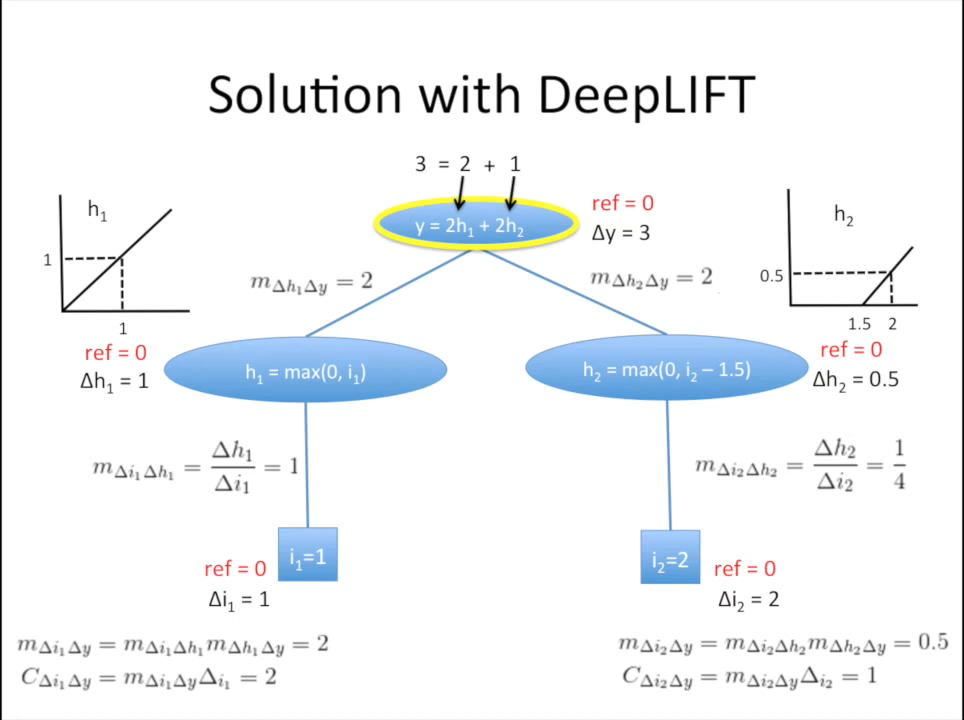 Solution with DeepLIFT
3 = 2 + 1
h₁
1
1
ref = 0
Δh₁ = 1
y = 2h₁ + 2h₂
ref = 0
Δy = 3
h₂
0.5
1.5 2
ref = 0
Δh₂ = 0.5
m_{Δh₁Δy} = 2
m_{Δh₂Δy} = 2
h₁ = max(0, i₁)
h₂ = max(0, i₂ – 1.5)
m_{Δi₁Δh₁} = Δh₁/Δi₁ = 1
m_{Δi₂Δh₂} = Δh₂/Δi₂ = 1/4
i₁=1
ref = 0
Δi₁ = 1
i₂=2
ref = 0
Δi₂ = 2
m_{Δi₁Δy} = m_{Δi₁Δh₁}m_{Δh₁Δy} = 2
C_{Δi₁Δy} = m_{Δi₁Δy}Δ_{i₁} = 2
m_{Δi₂Δy} = m_{Δi₂Δh₂}m_{Δh₂Δy} = 0.5
C_{Δi₂Δy} = m_{Δi₂Δy}Δ_{i₂} = 1